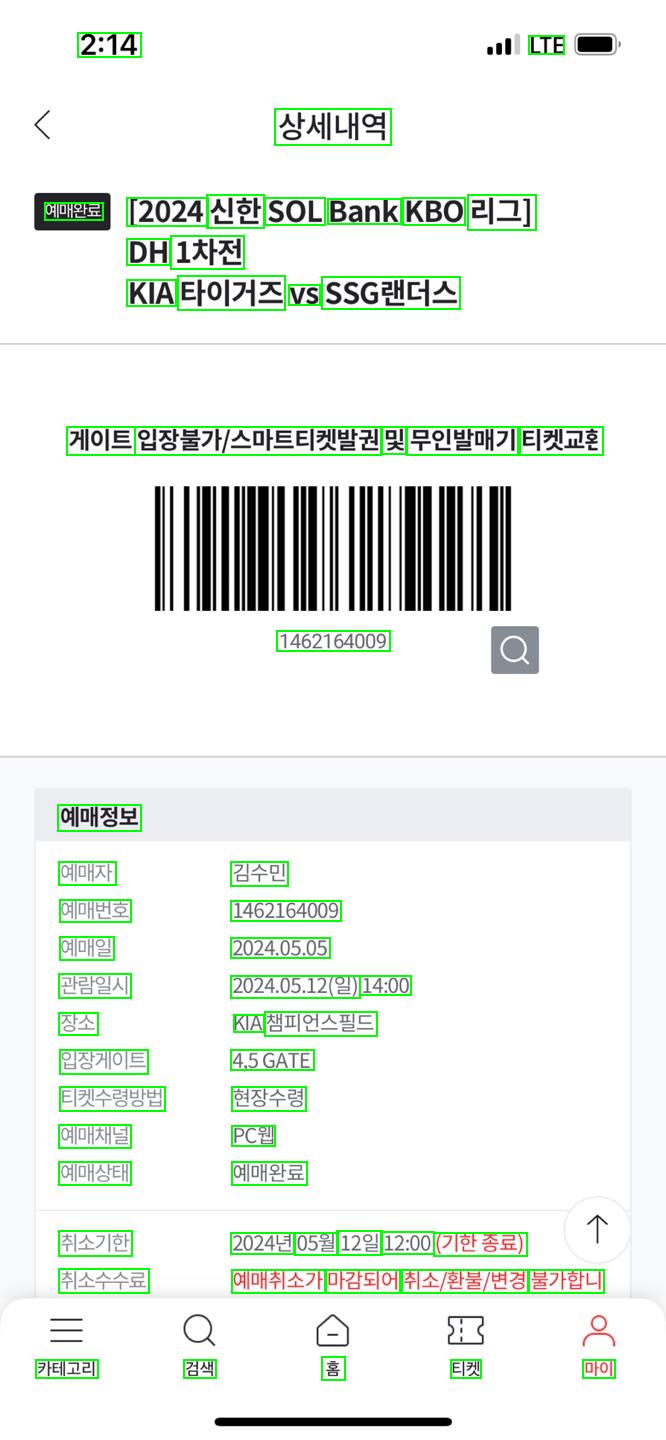 2:14 LTE
상세내역
예매완료 [2024 신한 SOL Bank KBO 리그]
DH 1차전
KIA 타이거즈 vs SSG랜더스
게이트 입장불가/스마트티켓발권 및 무인발매기 티켓교환
1462164009
예매정보
예매자 김수민
예매번호 1462164009
예매일 2024.05.05
관람일시 2024.05.12(일) 14:00
장소 KIA 챔피언스필드
입장게이트 4,5 GATE
티켓수령방법 현장수령
예매채널 PC웹
예매상태 예매완료
취소기한 2024년 05월 12일 12:00 (기한 종료)
취소수수료 예매취소가 마감되어 취소/환불/변경 불가합니
카테고리 검색 홈 티켓 마이